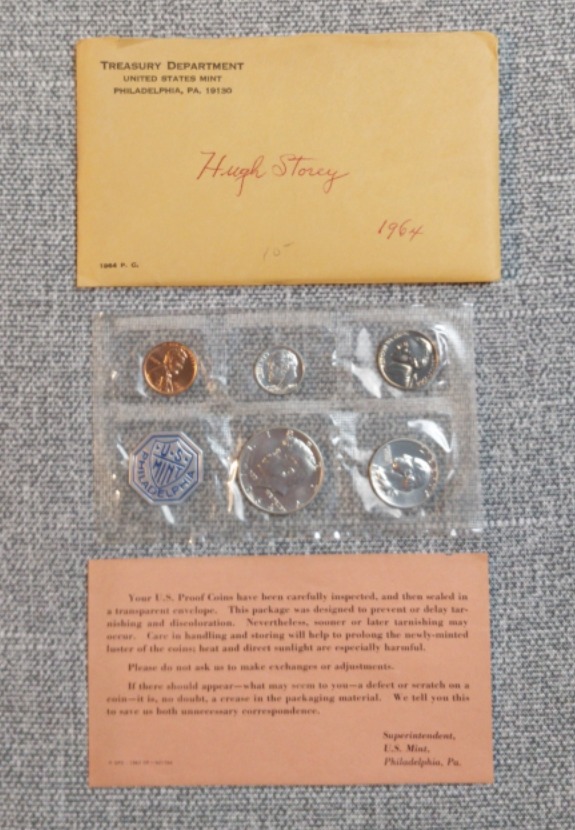 TREASURY DEPARTMENT
UNITED STATES MINT
PHILADELPHIA, PA. 19130
Hugh Storey
1964
10-
1964 P. C.
U.S.
MINT
PHILADELPHIA
Your U.S. Proof Coins have been carefully inspected, and then sealed in
a transparent envelope. This package was designed to prevent or delay tar-
nishing and discoloration. Nevertheless, sooner or later tarnishing may
occur. Care in handling and storing will help to prolong the newly-minted
luster of the coins; heat and direct sunlight are especially harmful.
Please do not ask us to make exchanges or adjustments.
If there should appear—what may seem to you—a defect or scratch on a
coin—it is, no doubt, a crease in the packaging material. We tell you this
to save us both unnecessary correspondence.
Superintendent,
U.S. Mint,
Philadelphia, Pa.